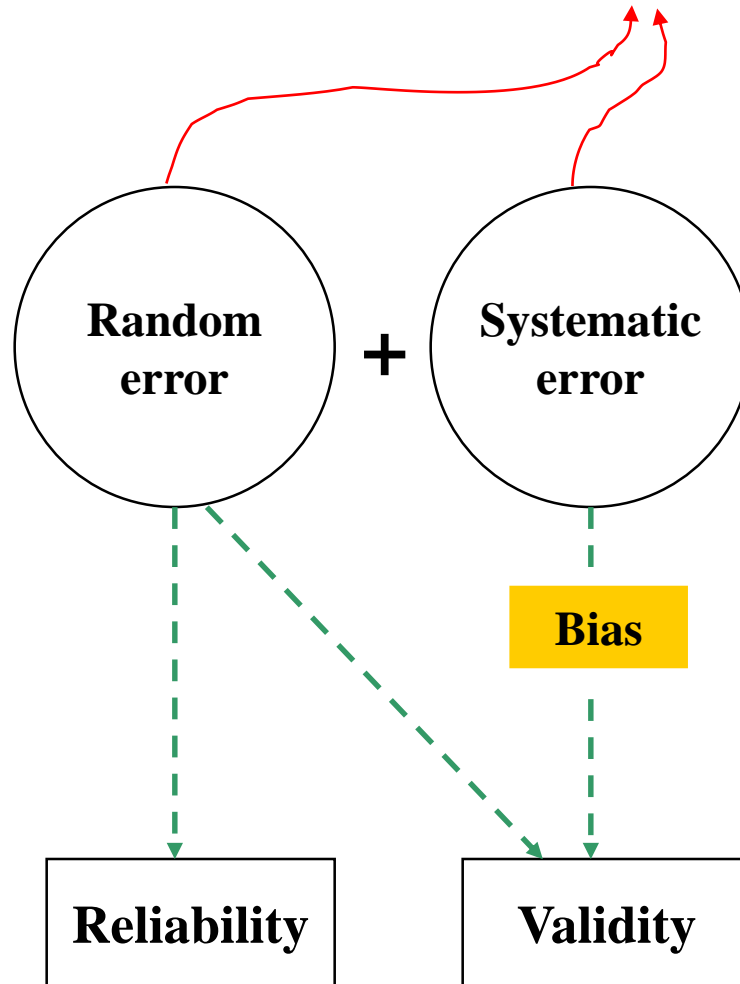 Random
error
+
Systematic
error
Bias
Reliability
Validity